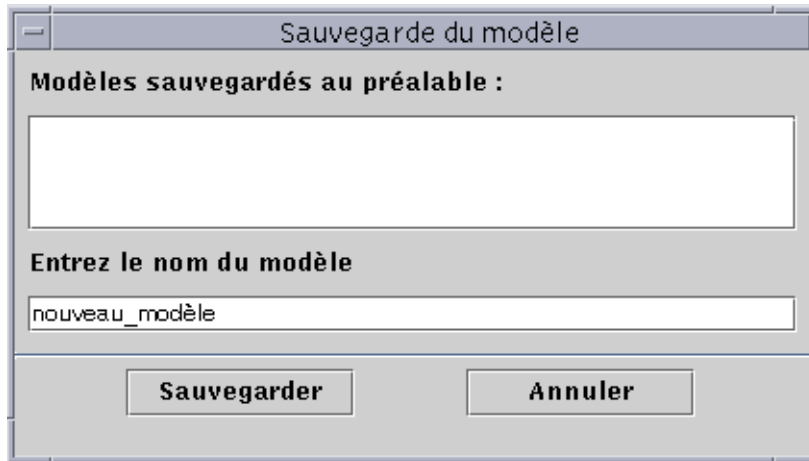 Sauvegarde du modèle
Modèles sauvegardés au préalable :
Entrez le nom du modèle
nouveau_modèle
Sauvegarder Annuler